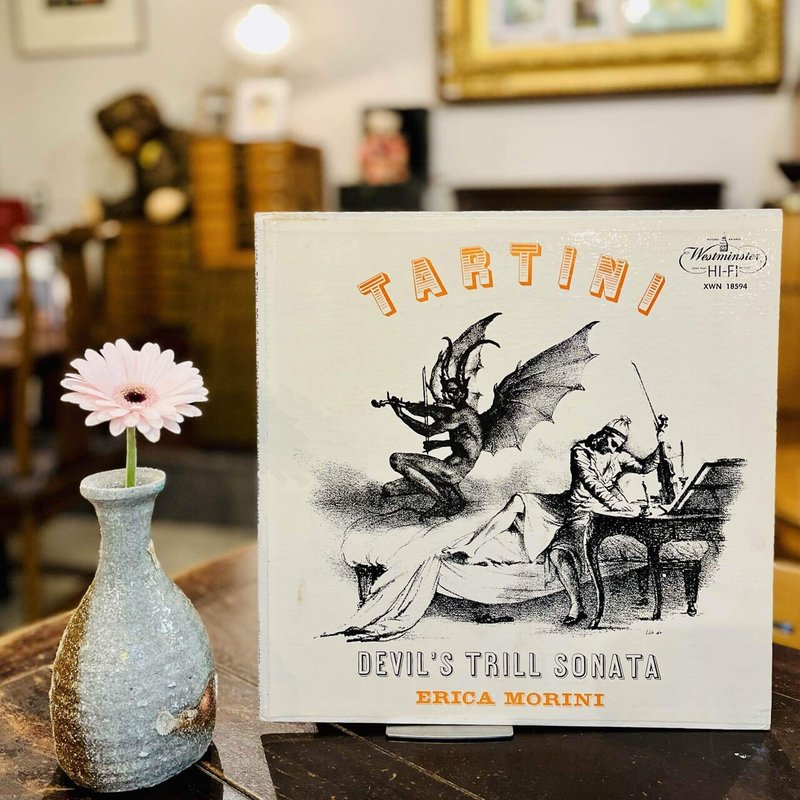 TARTINI
Westminster
HI-FI
XWN 18594
DEVIL'S TRILL SONATA
ERICA MORINI